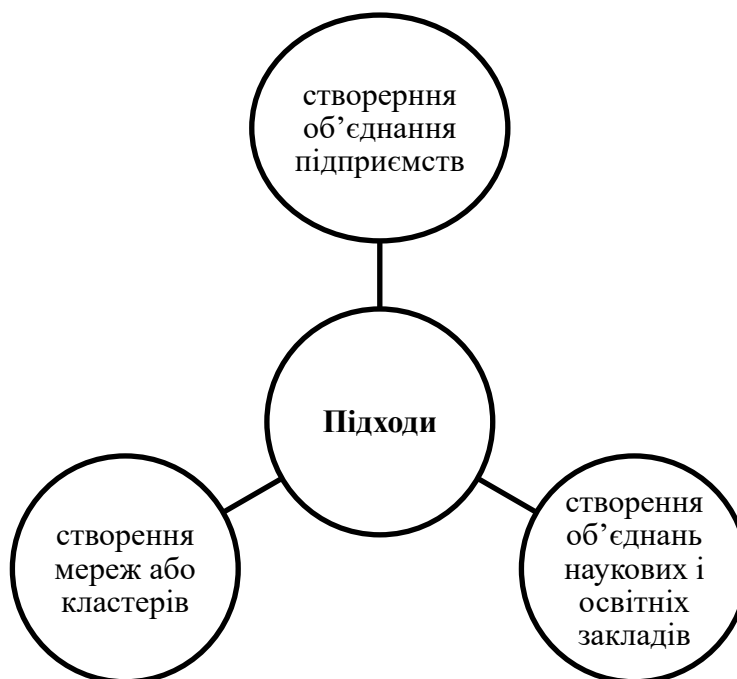 створерння
об’єднання
підприємств
Підходи
створення
мереж або
кластерів
створення
об’єднань
наукових і
освітніх
закладів